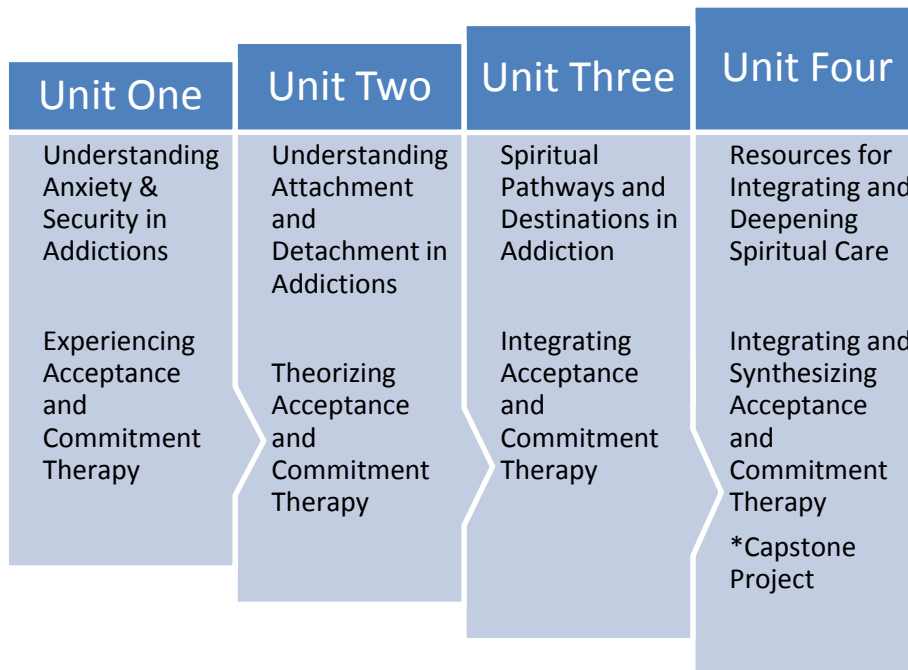 Unit One
Understanding
Anxiety &
Security in
Addictions
Experiencing
Acceptance
and
Commitment
Therapy
Unit Two
Understanding
Attachment
and
Detachment in
Addictions
Theorizing
Acceptance
and
Commitment
Therapy
Unit Three
Spiritual
Pathways and
Destinations in
Addiction
Integrating
Acceptance
and
Commitment
Therapy
Unit Four
Resources for
Integrating and
Deepening
Spiritual Care
Integrating and
Synthesizing
Acceptance
and
Commitment
Therapy
*Capstone
Project